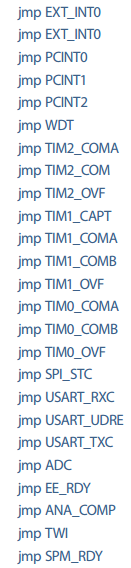 jmp EXT_INT0
jmp EXT_INT0
jmp PCINT0
jmp PCINT1
jmp PCINT2
jmp WDT
jmp TIM2_COMA
jmp TIM2_COM
jmp TIM2_OVF
jmp TIM1_CAPT
jmp TIM1_COMA
jmp TIM1_COMB
jmp TIM1_OVF
jmp TIM0_COMA
jmp TIM0_COMB
jmp TIM0_OVF
jmp SPI_STC
jmp USART_RXC
jmp USART_UDRE
jmp USART_TXC
jmp ADC
jmp EE_RDY
jmp ANA_COMP
jmp TWI
jmp SPM_RDY